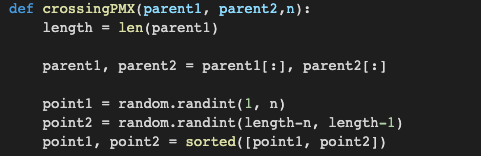 def crossingPMX(parent1, parent2,n):
    length = len(parent1)
    parent1, parent2 = parent1[:], parent2[:]
    point1 = random.randint(1, n)
    point2 = random.randint(length-n, length-1)
    point1, point2 = sorted([point1, point2])